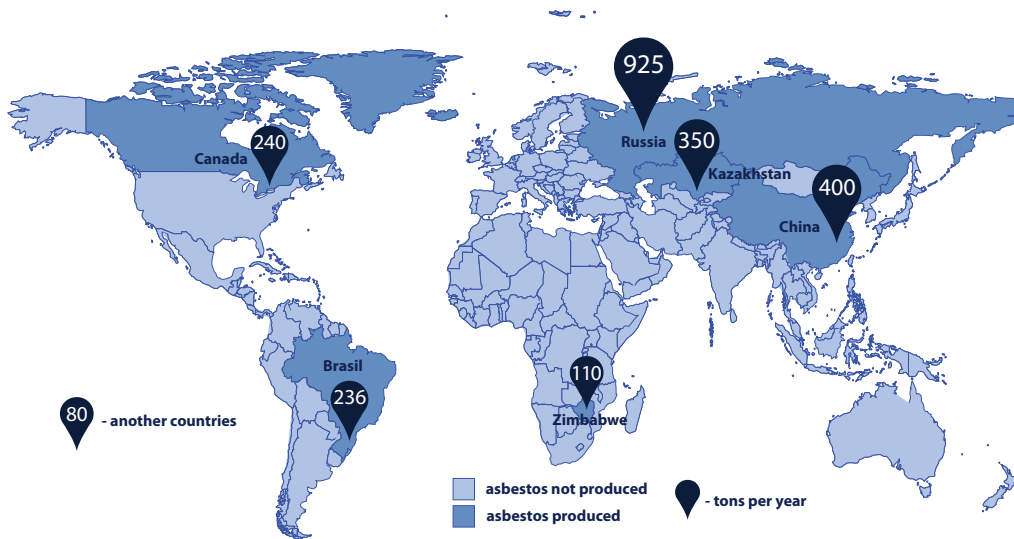 925
Russia
350
Kazakhstan
240
Canada
400
China
Brasil
236
110
Zimbabwe
80
- another countries
asbestos not produced
asbestos produced
- tons per year